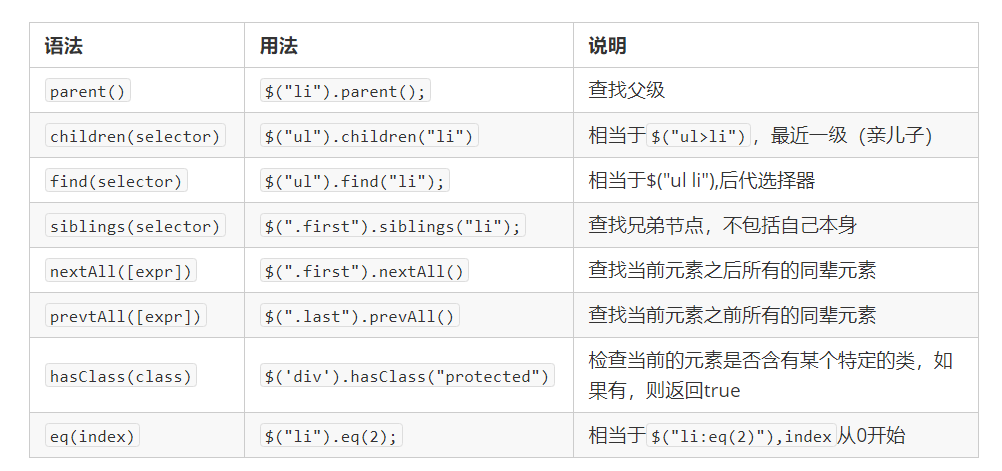 语法 用法 说明
parent() $("li").parent(); 查找父级
children(selector) $("ul").children("li") 相当于$("ul>li")，最近一级（亲儿子）
find(selector) $("ul").find("li"); 相当于$("ul li"),后代选择器
siblings(selector) $(".first").siblings("li"); 查找兄弟节点，不包括自己本身
nextAll([expr]) $(".first").nextAll() 查找当前元素之后所有的同辈元素
prevtAll([expr]) $(".last").prevAll() 查找当前元素之前所有的同辈元素
hasClass(class) $('div').hasClass("protected") 检查当前的元素是否含有某个特定的类，如
果有，则返回true
eq(index) $("li").eq(2); 相当于$("li:eq(2)"),index从0开始